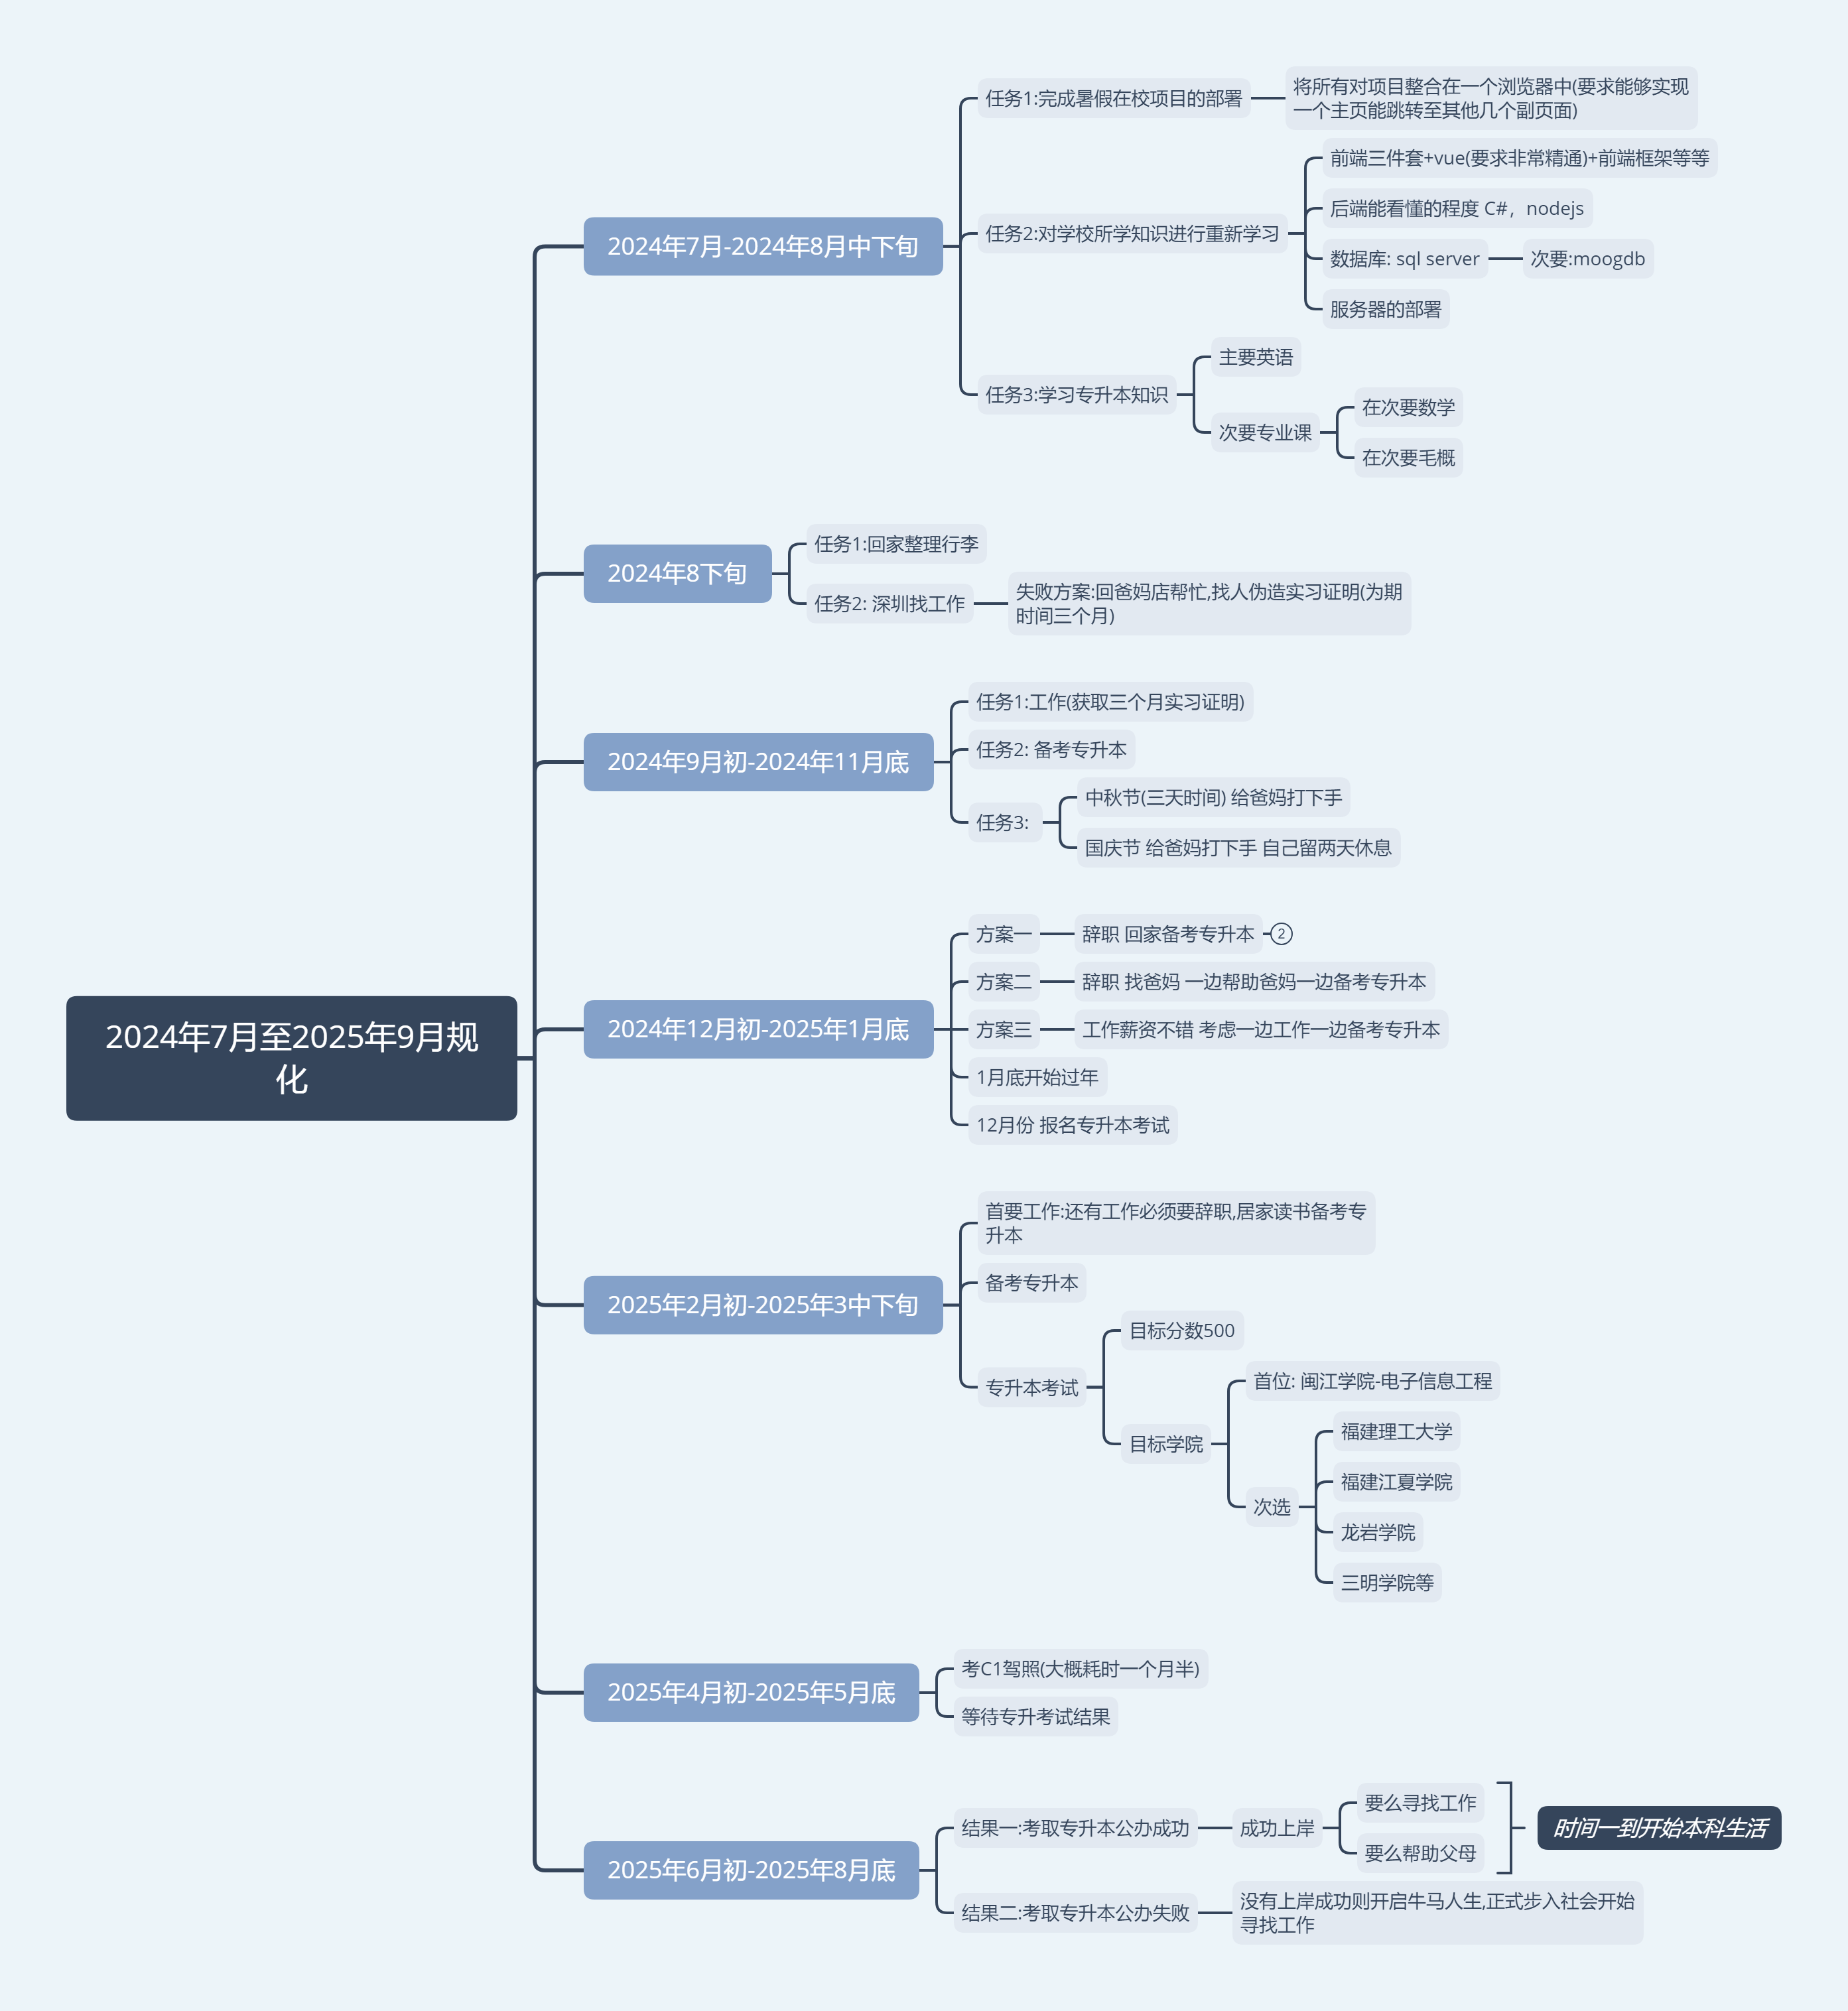 2024年7月至2025年9月规
化
2024年7月-2024年8月中下旬
任务1:完成暑假在校项目的部署
将所有对项目整合在一个浏览器中(要求能够实现
一个主页能跳转至其他几个副页面)
任务2:对学校所学知识进行重新学习
前端三件套+vue(要求非常精通)+前端框架等等
后端能看懂的程度 C#，nodejs
数据库: sql server
次要:moogdb
服务器的部署
任务3:学习专升本知识
主要英语
次要专业课
在次要数学
在次要毛概
2024年8下旬
任务1:回家整理行李
任务2: 深圳找工作
失败方案:回爸妈店帮忙,找人伪造实习证明(为期
时间三个月)
2024年9月初-2024年11月底
任务1:工作(获取三个月实习证明)
任务2: 备考专升本
任务3:
中秋节(三天时间) 给爸妈打下手
国庆节 给爸妈打下手 自己留两天休息
2024年12月初-2025年1月底
方案一
辞职 回家备考专升本
2
方案二
辞职 找爸妈 一边帮助爸妈一边备考专升本
方案三
工作薪资不错 考虑一边工作一边备考专升本
1月底开始过年
12月份 报名专升本考试
2025年2月初-2025年3中下旬
首要工作:还有工作必须要辞职,居家读书备考专
升本
备考专升本
专升本考试
目标分数500
目标学院
首位: 闽江学院-电子信息工程
次选
福建理工大学
福建江夏学院
龙岩学院
三明学院等
2025年4月初-2025年5月底
考C1驾照(大概耗时一个月半)
等待专升考试结果
2025年6月初-2025年8月底
结果一:考取专升本公办成功
成功上岸
要么寻找工作
要么帮助父母
时间一到开始本科生活
结果二:考取专升本公办失败
没有上岸成功则开启牛马人生,正式步入社会开始
寻找工作